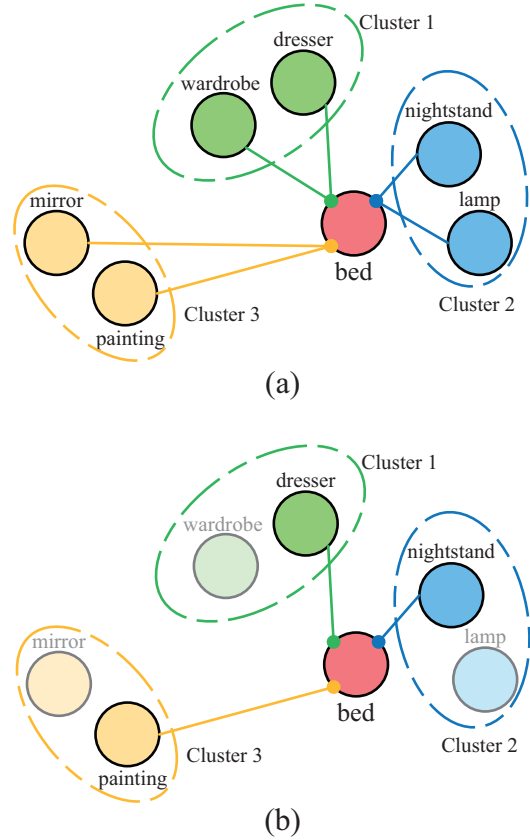 Cluster 1
dresser
wardrobe
nightstand
mirror
lamp
bed
painting
Cluster 3
Cluster 2
(a)
Cluster 1
dresser
wardrobe
nightstand
mirror
lamp
bed
Cluster 3
Cluster 2
painting
(b)